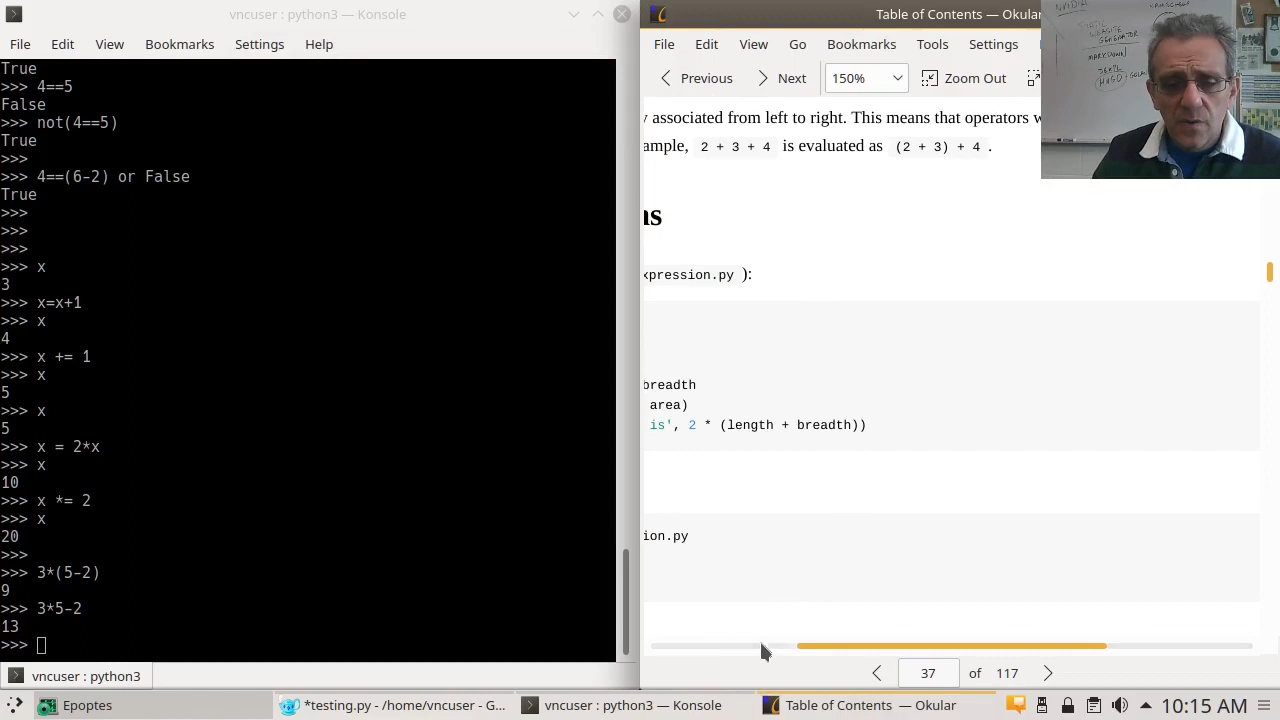 vncuser : python3 — Konsole
File Edit View Bookmarks Settings Help
True
>>> 4==5
False
>>> not(4==5)
True
>>>
>>> 4==(6-2) or False
True
>>>
>>>
>>>
>>> x
3
>>> x=x+1
>>> x
4
>>> x += 1
>>> x
5
>>> x
5
>>> x = 2*x
>>> x
10
>>> x *= 2
>>> x
20
>>>
>>> 3*(5-2)
9
>>> 3*5-2
13
>>>
vncuser : python3
Table of Contents — Okular
File Edit View Go Bookmarks Tools Settings
Previous Next 150% Zoom Out
y associated from left to right. This means that operators w
ample, 2 + 3 + 4 is evaluated as (2 + 3) + 4 .
ns
xpression.py ):
breadth
area)
is', 2 * (length + breadth))
ion.py
37 of 117
STATIC
WEBSITE
GENERATOR
MARKDOWN
Epoptes *testing.py - /home/vncuser - G... vncuser : python3 — Konsole Table of Contents — Okular 10:15 AM